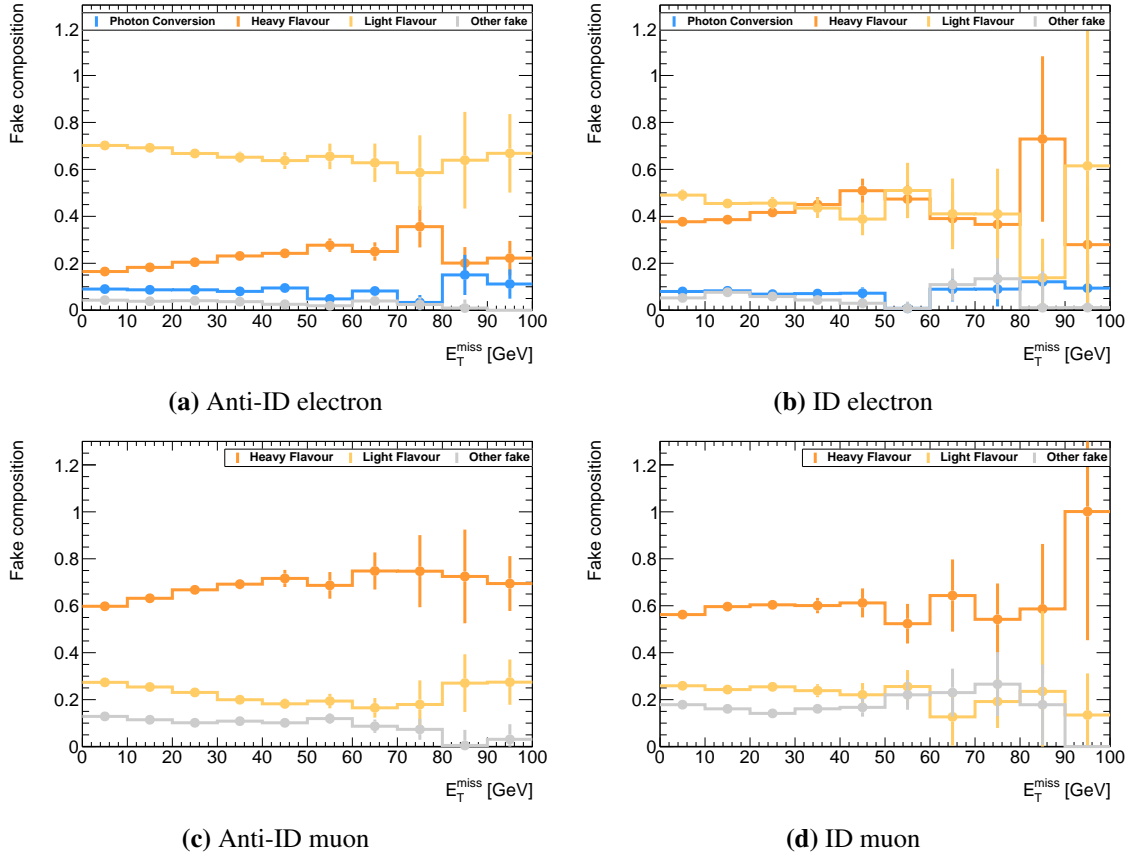 Photon Conversion Heavy Flavour Light Flavour Other fake
Fake composition
1.2
1
0.8
0.6
0.4
0.2
0
0 10 20 30 40 50 60 70 80 90 100
E_T^miss [GeV]
(a) Anti-ID electron
Photon Conversion Heavy Flavour Light Flavour Other fake
Fake composition
1.2
1
0.8
0.6
0.4
0.2
0
0 10 20 30 40 50 60 70 80 90 100
E_T^miss [GeV]
(b) ID electron
Heavy Flavour Light Flavour Other fake
Fake composition
1.2
1
0.8
0.6
0.4
0.2
0
0 10 20 30 40 50 60 70 80 90 100
E_T^miss [GeV]
(c) Anti-ID muon
Heavy Flavour Light Flavour Other fake
Fake composition
1.2
1
0.8
0.6
0.4
0.2
0
0 10 20 30 40 50 60 70 80 90 100
E_T^miss [GeV]
(d) ID muon